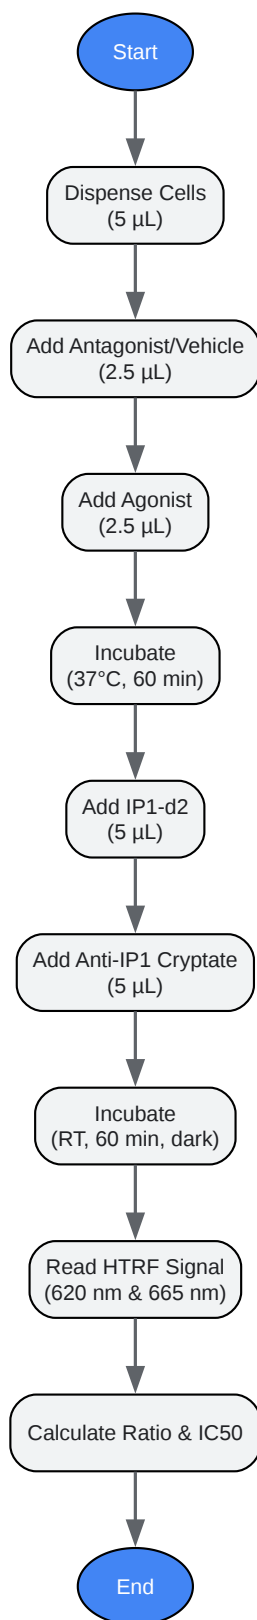 Start
Dispense Cells
(5 µL)
Add Antagonist/Vehicle
(2.5 µL)
Add Agonist
(2.5 µL)
Incubate
(37°C, 60 min)
Add IP1-d2
(5 µL)
Add Anti-IP1 Cryptate
(5 µL)
Incubate
(RT, 60 min, dark)
Read HTRF Signal
(620 nm & 665 nm)
Calculate Ratio & IC50
End